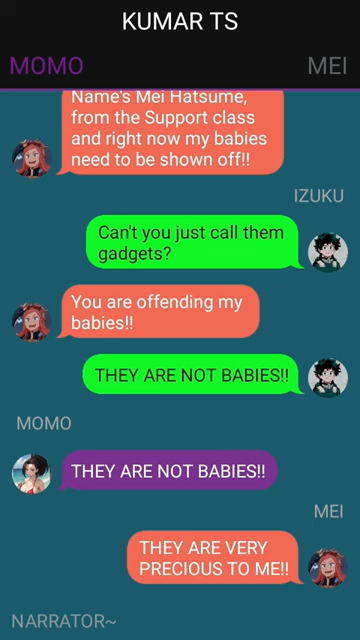 KUMAR TS
MOMO MEI
Name's Mei Hatsume,
from the Support class
and right now my babies
need to be shown off!!
IZUKU
Can't you just call them
gadgets?
You are offending my
babies!!
THEY ARE NOT BABIES!!
MOMO
THEY ARE NOT BABIES!!
MEI
THEY ARE VERY
PRECIOUS TO ME!!
NARRATOR~